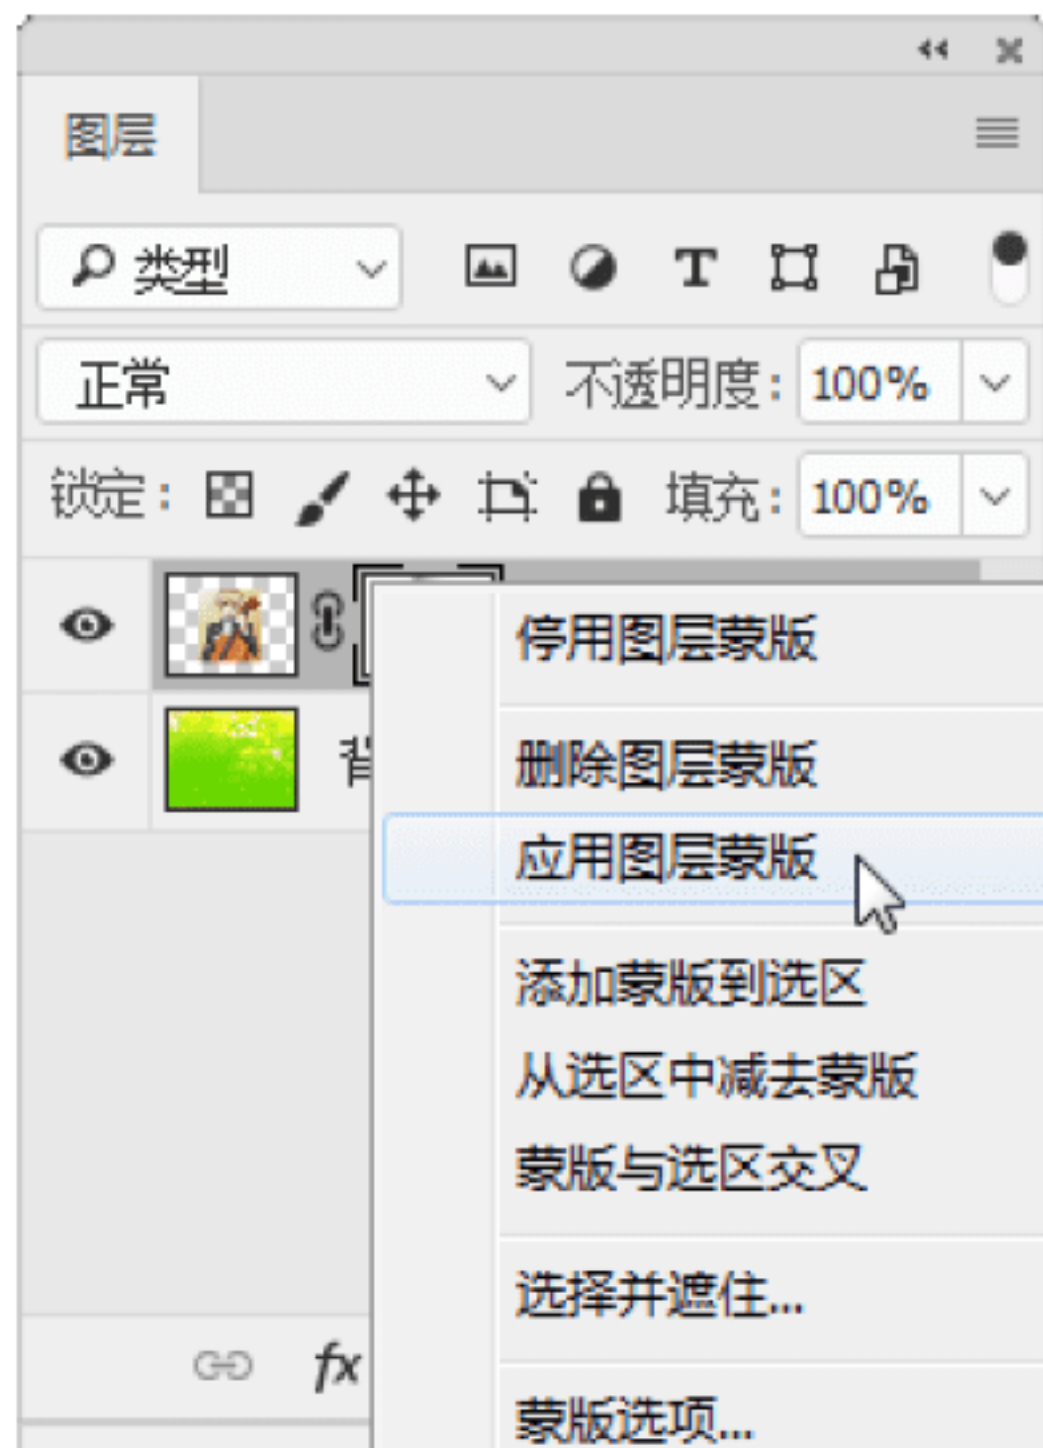 图层
类型
T
正常 不透明度: 100%
锁定: 填充: 100%
停用图层蒙版
删除图层蒙版
应用图层蒙版
添加蒙版到选区
从选区中减去蒙版
蒙版与选区交叉
选择并遮住...
fx
蒙版选项...